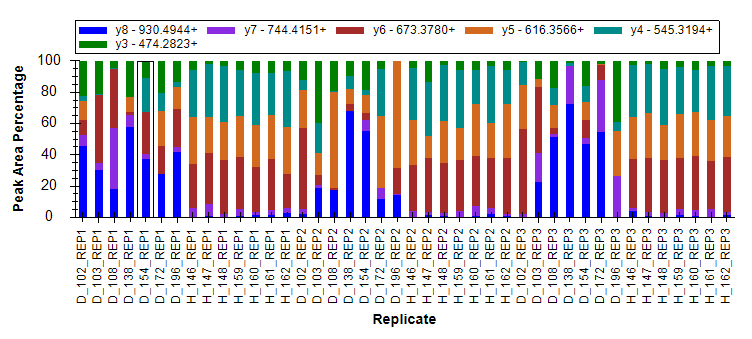 y8 - 930.4944+ y7 - 744.4151+ y6 - 673.3780+ y5 - 616.3566+ y4 - 545.3194+
y3 - 474.2823+
Peak Area Percentage
100
80
60
40
20
0
D_102_REP1
D_103_REP1
D_108_REP1
D_138_REP1
D_154_REP1
D_172_REP1
D_196_REP1
H_146_REP1
H_147_REP1
H_148_REP1
H_159_REP1
H_160_REP1
H_161_REP1
H_162_REP1
D_102_REP2
D_103_REP2
D_108_REP2
D_138_REP2
D_154_REP2
D_172_REP2
D_196_REP2
H_146_REP2
H_147_REP2
H_148_REP2
H_159_REP2
H_160_REP2
H_161_REP2
H_162_REP2
D_102_REP3
D_103_REP3
D_108_REP3
D_138_REP3
D_154_REP3
D_172_REP3
D_196_REP3
H_146_REP3
H_147_REP3
H_148_REP3
H_159_REP3
H_160_REP3
H_161_REP3
H_162_REP3
Replicate